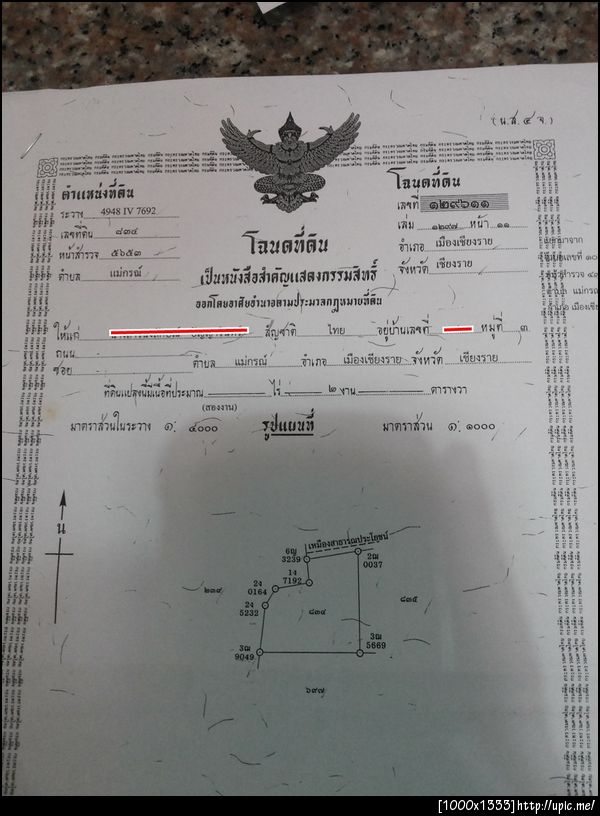 (น.ส.๔ จ.)
ตำแหน่งที่ดิน
ระวาง 4948 IV 7692
เลขที่ดิน ๘๓๔
หน้าสำรวจ ๕๖๕๓
ตำบล แม่กรณ์
โฉนดที่ดิน
เลขที่ ๑๒๙๖๑๑
เล่ม ๑๒๙๗ หน้า ๑๑
อำเภอ เมืองเชียงราย
จังหวัด เชียงราย
โฉนดที่ดิน
เป็นหนังสือสำคัญแสดงกรรมสิทธิ์
ออกโดยอาศัยอำนาจตามประมวลกฎหมายที่ดิน
ให้แก่ สัญชาติ ไทย อยู่บ้านเลขที่ หมู่ที่ ๓
ถนน
ซอย ตำบล แม่กรณ์ อำเภอ เมืองเชียงราย จังหวัด เชียงราย
ที่ดินแปลงนี้มีเนื้อที่ประมาณ ไร่ ๒ งาน ตารางวา
(สองงาน)
มาตราส่วนในระวาง ๑: ๔๐๐๐ รูปแผนที่ มาตราส่วน ๑: ๑๐๐๐
น
เหมืองสาธารณประโยชน์
6ญ
3239
2ฌ
0037
14
7192
24
0164
24
5232
๒๓๙
๘๓๔
๘๓๕
3ฌ
9049
3ฌ
5669
๖๙๗
[1000x1333]http://upic.me/